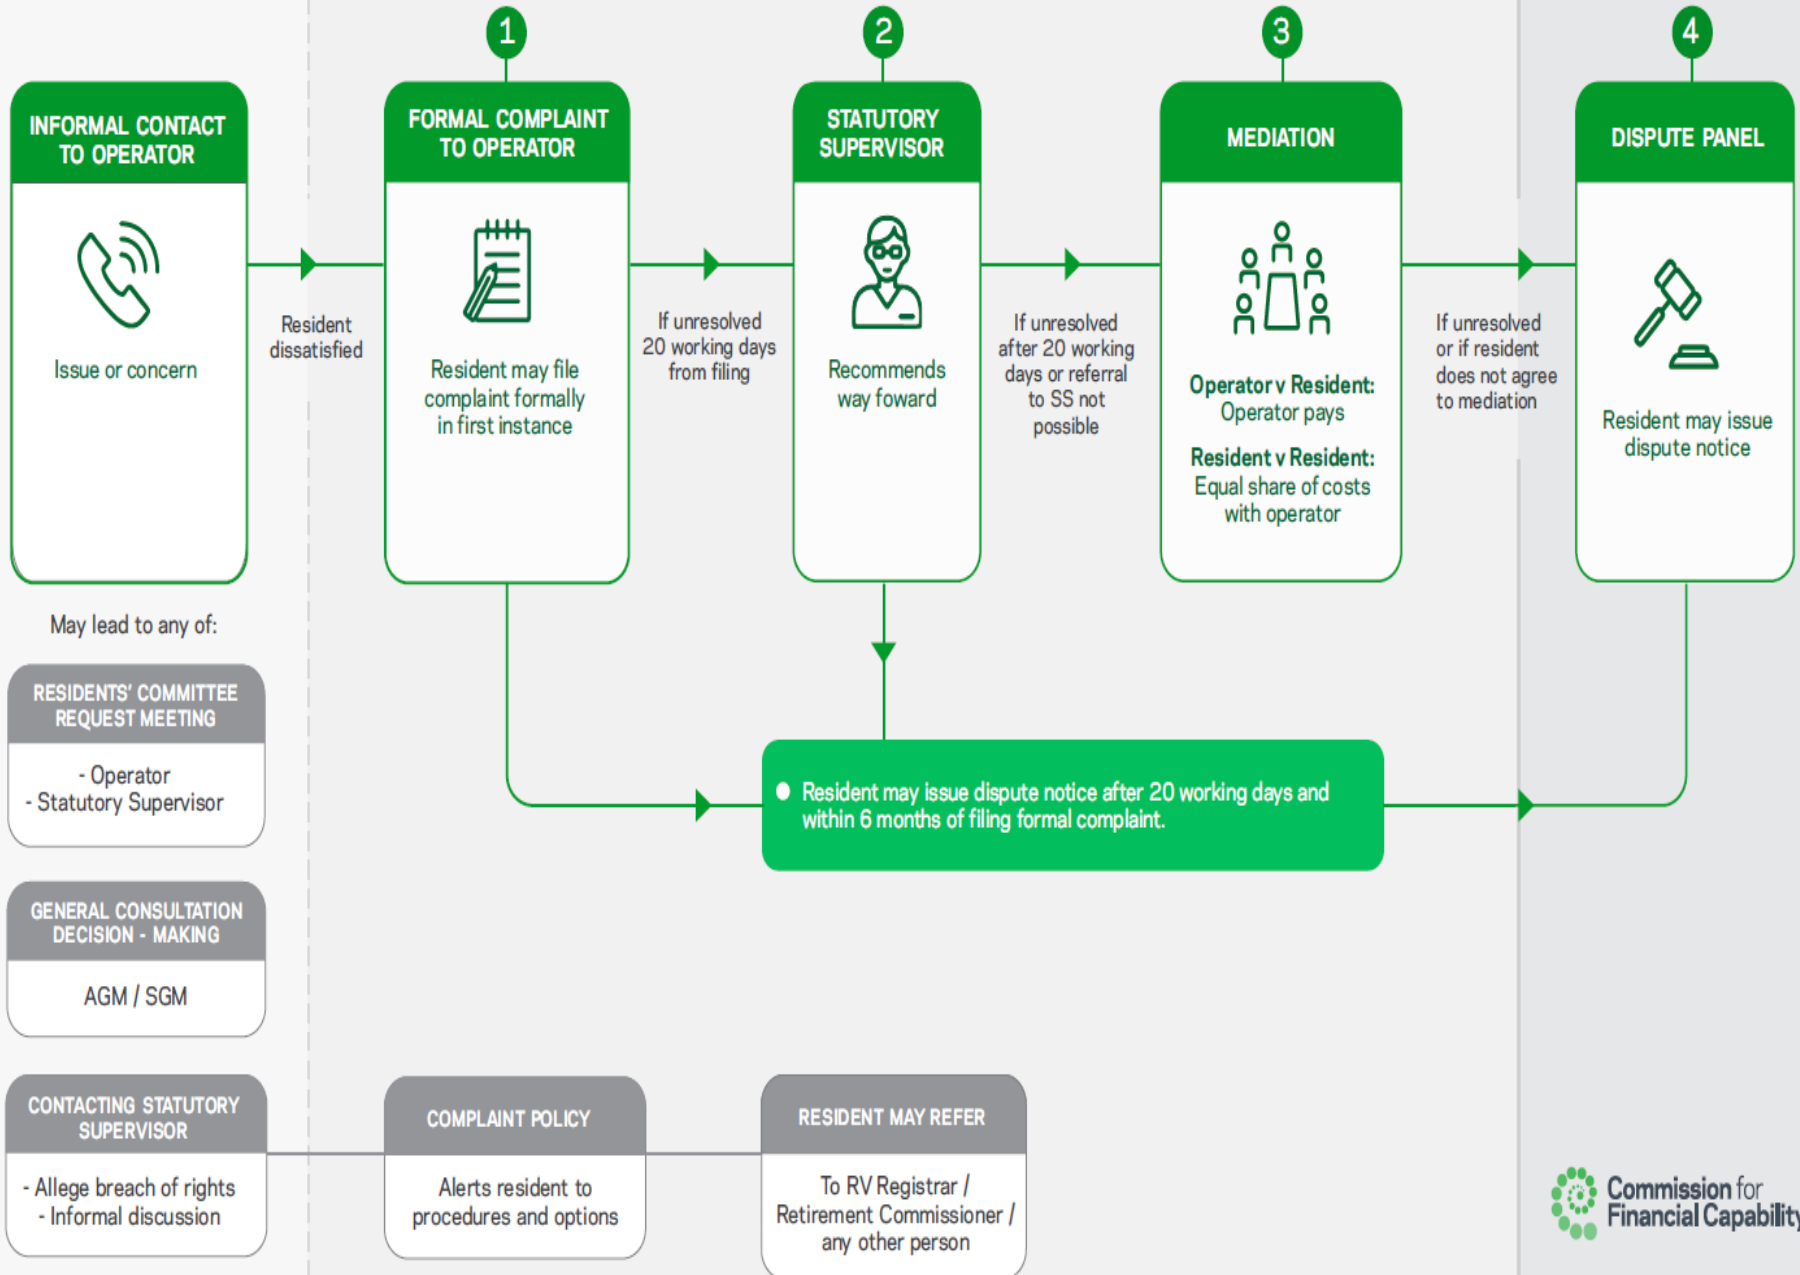 1
2
3
4
INFORMAL CONTACT
TO OPERATOR
Issue or concern
Resident
dissatisfied
FORMAL COMPLAINT
TO OPERATOR
Resident may file
complaint formally
in first instance
If unresolved
20 working days
from filing
STATUTORY
SUPERVISOR
Recommends
way foward
If unresolved
after 20 working
days or referral
to SS not
possible
MEDIATION
Operator v Resident:
Operator pays
Resident v Resident:
Equal share of costs
with operator
If unresolved
or if resident
does not agree
to mediation
DISPUTE PANEL
Resident may issue
dispute notice
May lead to any of:
RESIDENTS' COMMITTEE
REQUEST MEETING
- Operator
- Statutory Supervisor
Resident may issue dispute notice after 20 working days and
within 6 months of filing formal complaint.
GENERAL CONSULTATION
DECISION - MAKING
AGM / SGM
CONTACTING STATUTORY
SUPERVISOR
- Allege breach of rights
- Informal discussion
COMPLAINT POLICY
Alerts resident to
procedures and options
RESIDENT MAY REFER
To RV Registrar /
Retirement Commissioner /
any other person
Commission for
Financial Capability